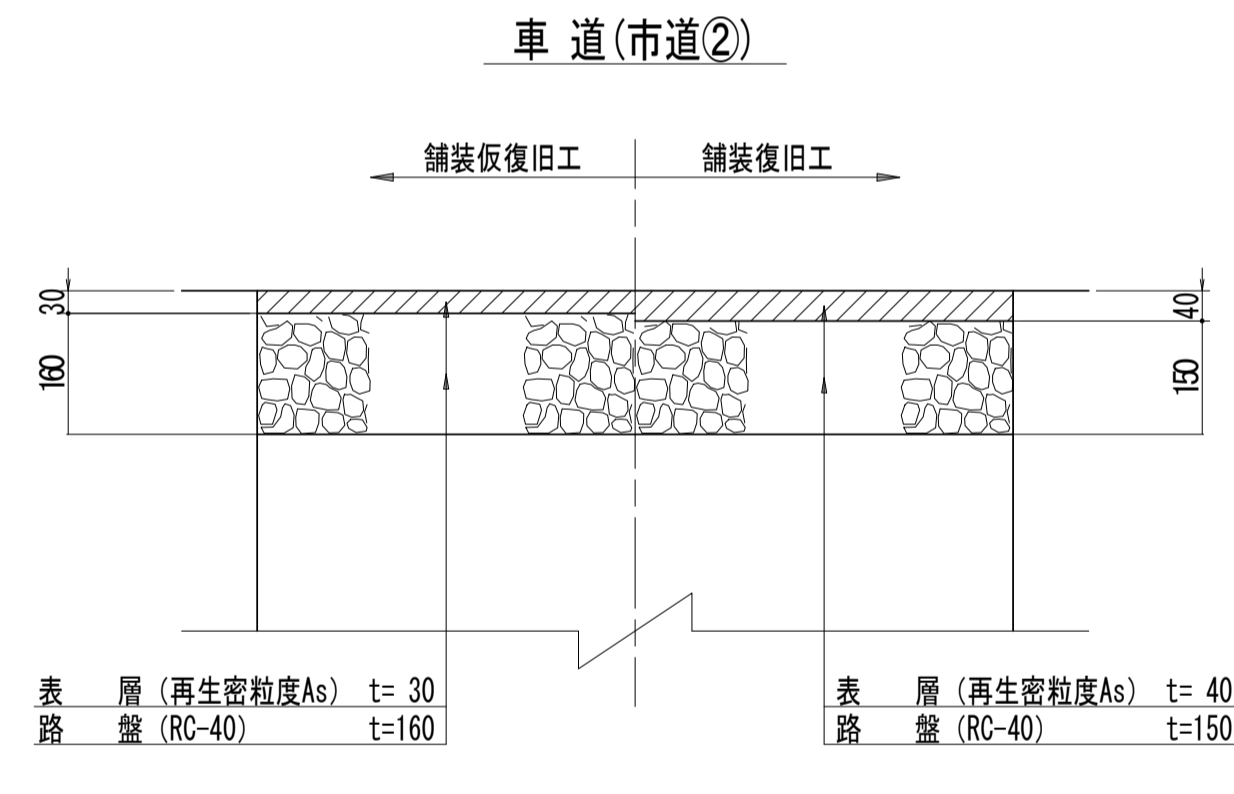 車 道(市道②)
舗装仮復旧工 舗装復旧工
30
160
40
150
表 層 (再生密粒度As) t= 30
路 盤 (RC-40) t=160
表 層 (再生密粒度As) t= 40
路 盤 (RC-40) t=150